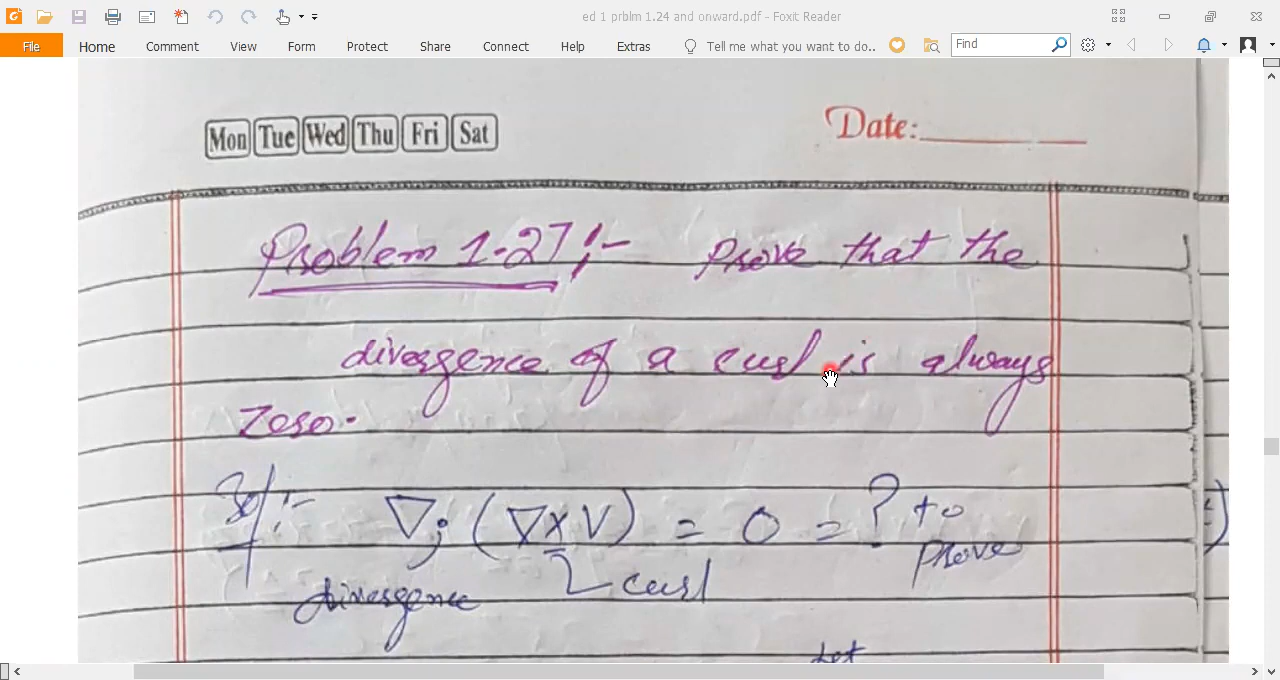 ed 1 prblm 1.24 and onward.pdf - Foxit Reader
File Home Comment View Form Protect Share Connect Help Extras Tell me what you want to do.. Find
Mon Tue Wed Thu Fri Sat Date:
Problem 1.27:- Prove that the
divergence of a curl is always
zero.
Sol:- ∇·(∇×V) = 0 = ? to
prove
divergence curl
Let